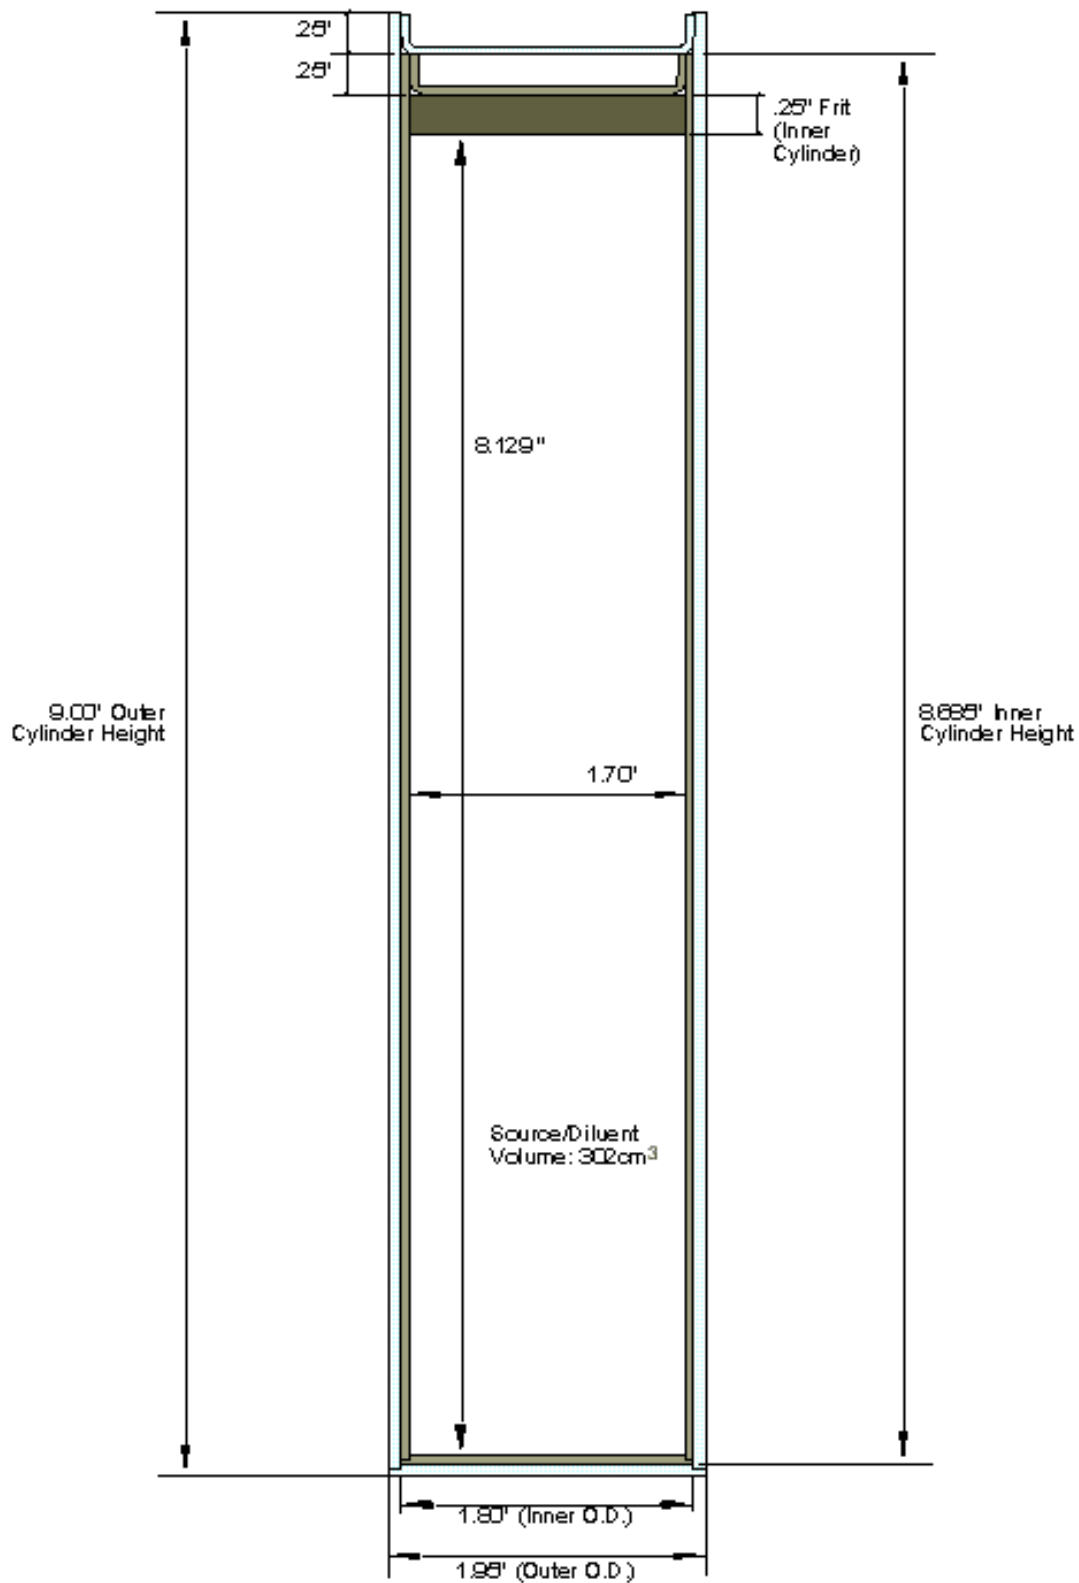 .25"
.25"
.25" Frit
(Inner
Cylinder)
8.129"
9.00" Outer
Cylinder Height
8.685" Inner
Cylinder Height
1.70"
Source/Diluent
Volume: 302cm³
1.80" (Inner O.D.)
1.95" (Outer O.D.)